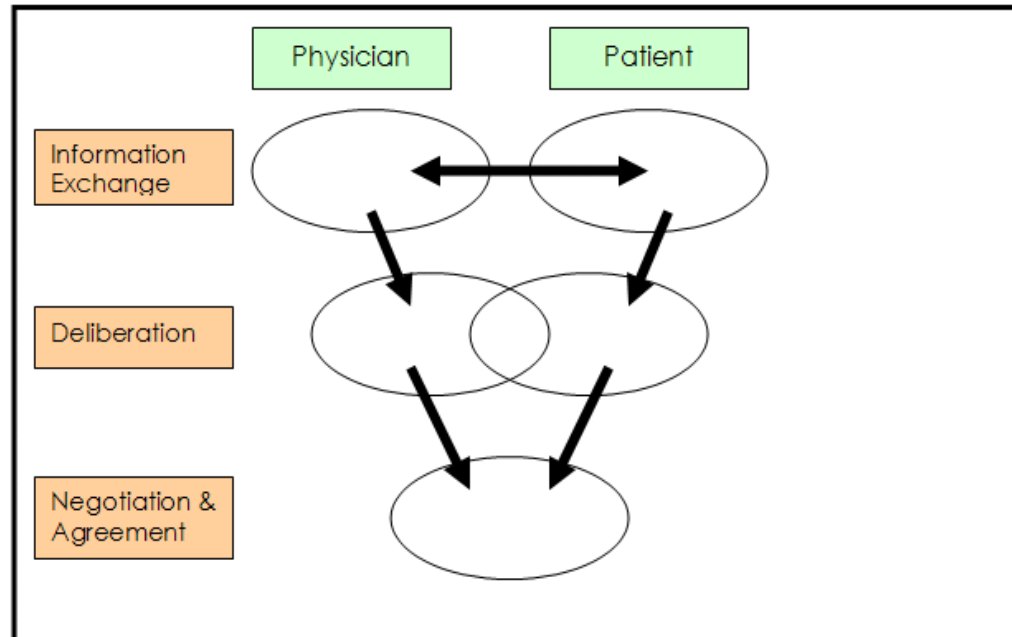 Physician
Patient
Information
Exchange
Deliberation
Negotiation &
Agreement